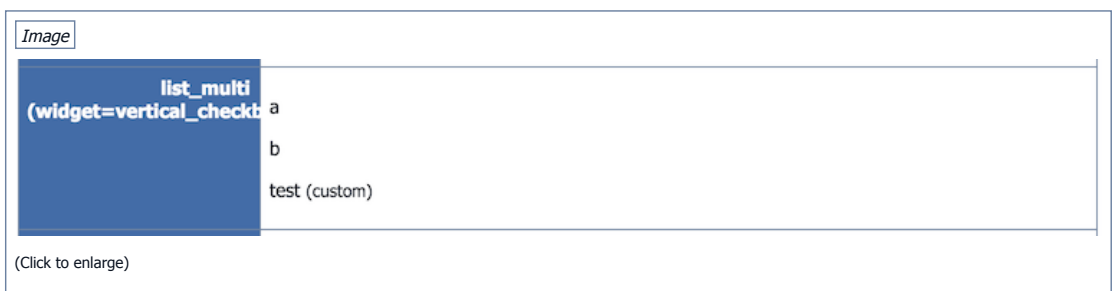 Image
list_multi
(widget=vertical_checkb
a
b
test (custom)
(Click to enlarge)